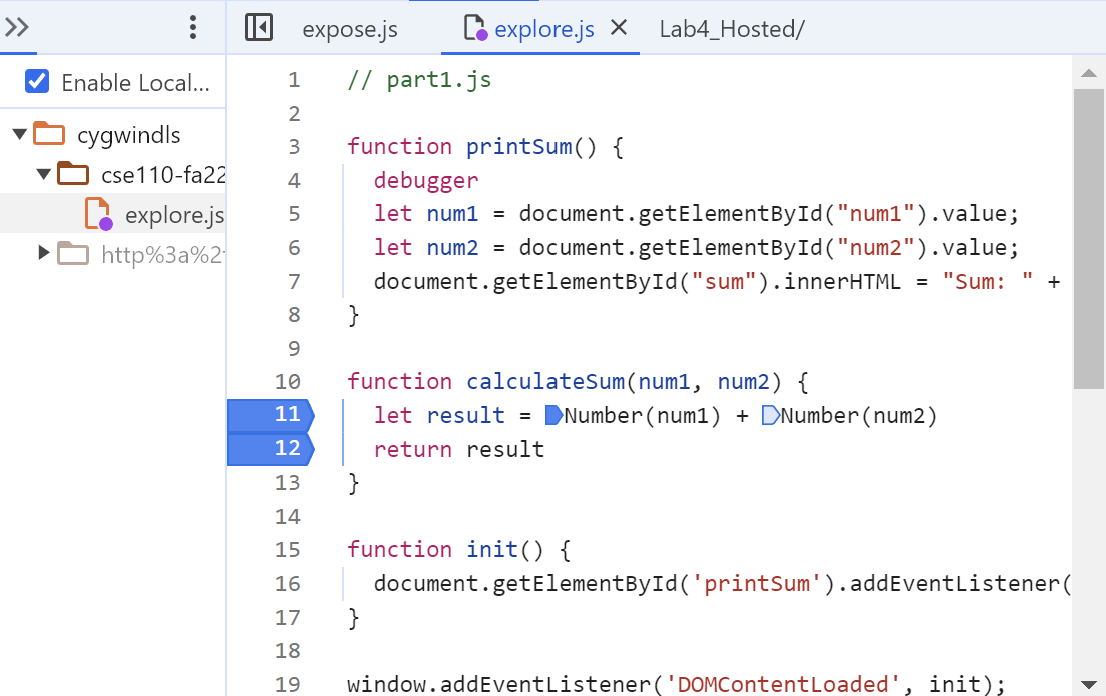 expose.js explore.js Lab4_Hosted/
Enable Local...
cygwindls
cse110-fa22
explore.js
http%3a%2
1 // part1.js
2
3 function printSum() {
4 debugger
5 let num1 = document.getElementById("num1").value;
6 let num2 = document.getElementById("num2").value;
7 document.getElementById("sum").innerHTML = "Sum: " +
8 }
9
10 function calculateSum(num1, num2) {
11 let result = Number(num1) + Number(num2)
12 return result
13 }
14
15 function init() {
16 document.getElementById('printSum').addEventListener(
17 }
18
19 window.addEventListener('DOMContentLoaded', init);